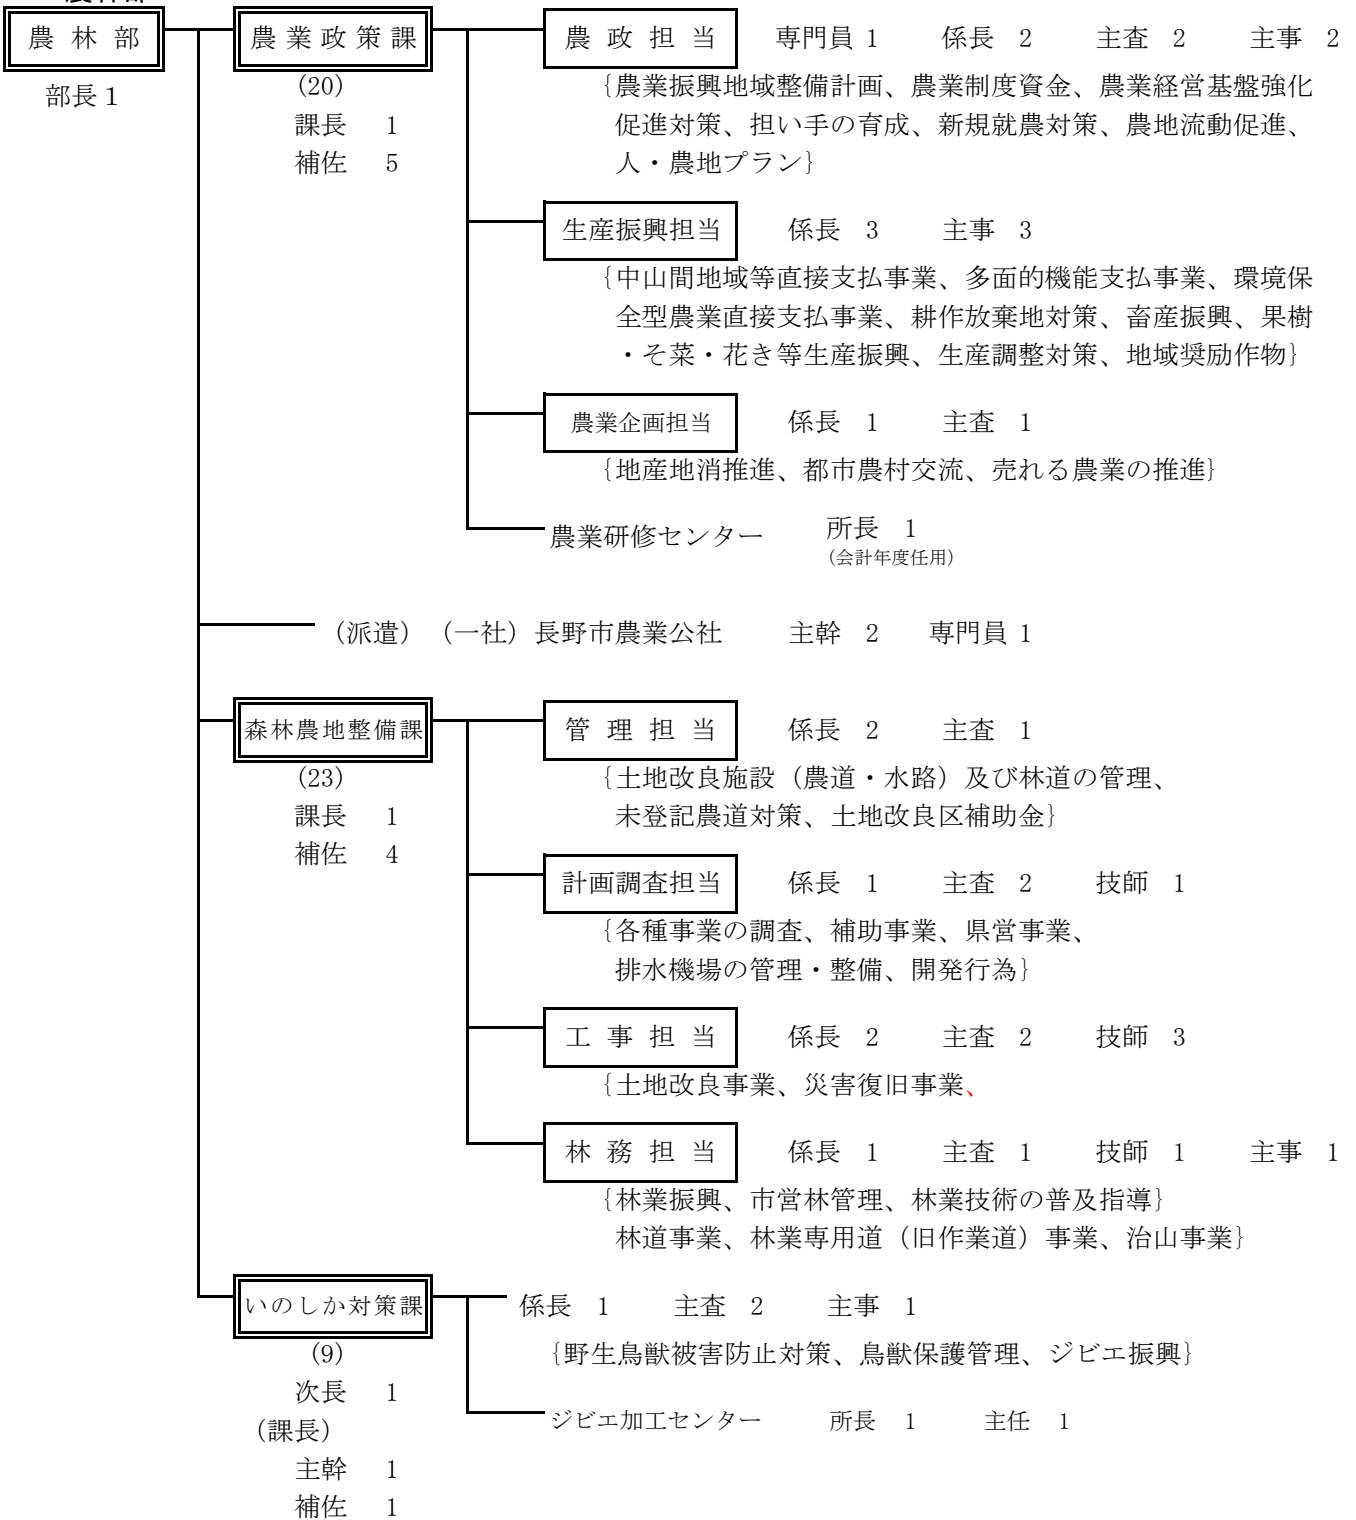 農林部
農林部 農業政策課 農政担当 専門員 1 係長 2 主査 2 主事 2
部長 1
(20)
課長 1
補佐 5
{農業振興地域整備計画、農業制度資金、農業経営基盤強化
促進対策、担い手の育成、新規就農対策、農地流動促進、
人・農地プラン}
生産振興担当 係長 3 主事 3
{中山間地域等直接支払事業、多面的機能支払事業、環境保
全型農業直接支払事業、耕作放棄地対策、畜産振興、果樹
・そ菜・花き等生産振興、生産調整対策、地域奨励作物}
農業企画担当 係長 1 主査 1
{地産地消推進、都市農村交流、売れる農業の推進}
農業研修センター 所長 1
(会計年度任用)
(派遣)(一社)長野市農業公社 主幹 2 専門員 1
森林農地整備課 管理担当 係長 2 主査 1
(23)
課長 1
補佐 4
{土地改良施設(農道・水路)及び林道の管理、
未登記農道対策、土地改良区補助金}
計画調査担当 係長 1 主査 2 技師 1
{各種事業の調査、補助事業、県営事業、
排水機場の管理・整備、開発行為}
工事担当 係長 2 主査 2 技師 3
{土地改良事業、災害復旧事業、
林務担当 係長 1 主査 1 技師 1 主事 1
{林業振興、市営林管理、林業技術の普及指導}
林道事業、林業専用道(旧作業道)事業、治山事業}
いのしか対策課 係長 1 主査 2 主事 1
(9)
次長 1
(課長)
主幹 1
補佐 1
{野生鳥獣被害防止対策、鳥獣保護管理、ジビエ振興}
ジビエ加工センター 所長 1 主任 1